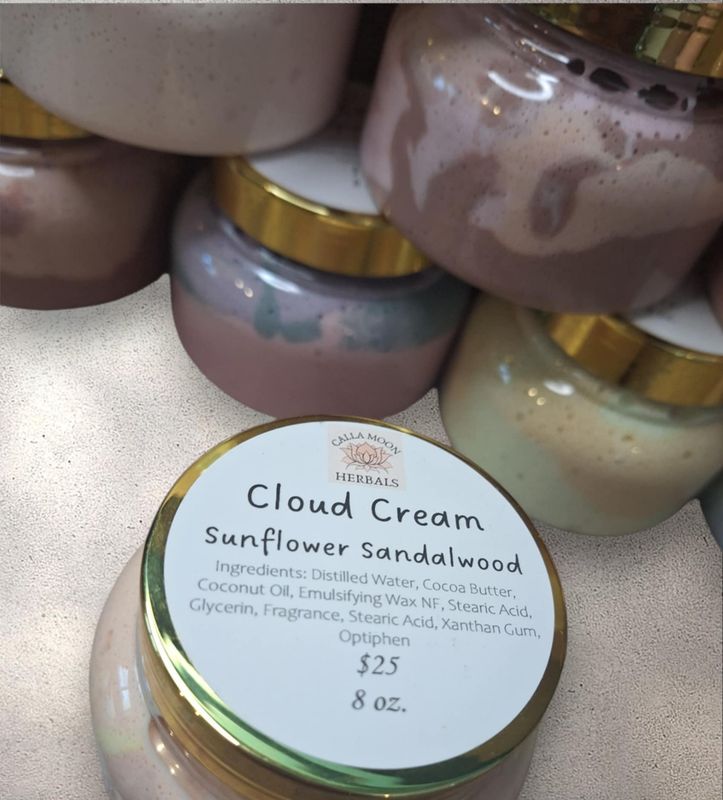 CALLA MOON
HERBALS
Cloud Cream
Sunflower Sandalwood
Ingredients: Distilled Water, Cocoa Butter,
Coconut Oil, Emulsifying Wax NF, Stearic Acid,
Glycerin, Fragrance, Stearic Acid, Xanthan Gum,
Optiphen
$25
8 oz.